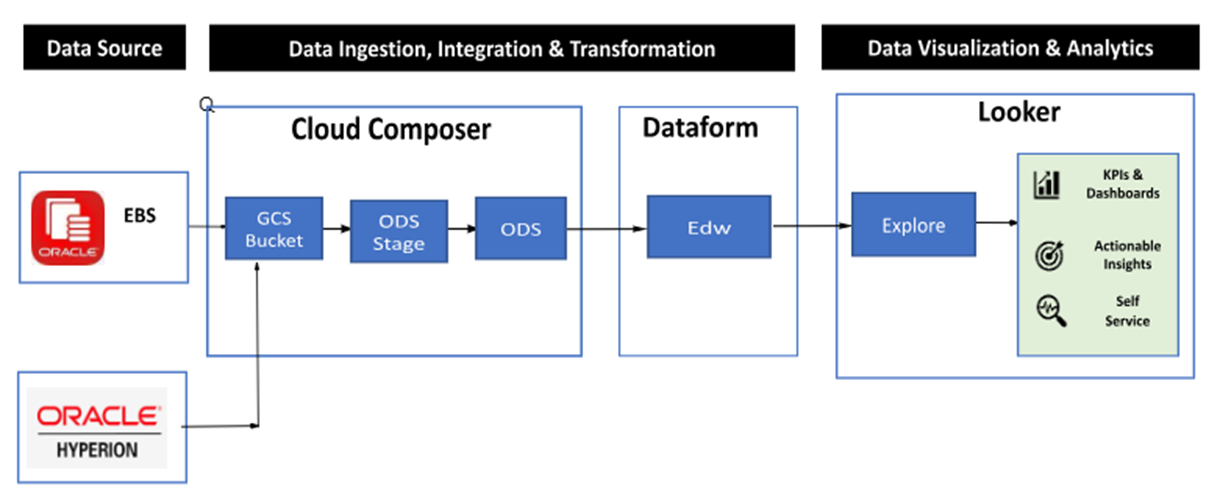 Data Source
Data Ingestion, Integration & Transformation
Data Visualization & Analytics
Cloud Composer
Dataform
Looker
ORACLE
EBS
GCS
Bucket
ODS
Stage
ODS
Edw
Explore
KPIs &
Dashboards
Actionable
Insights
Self
Service
ORACLE
HYPERION